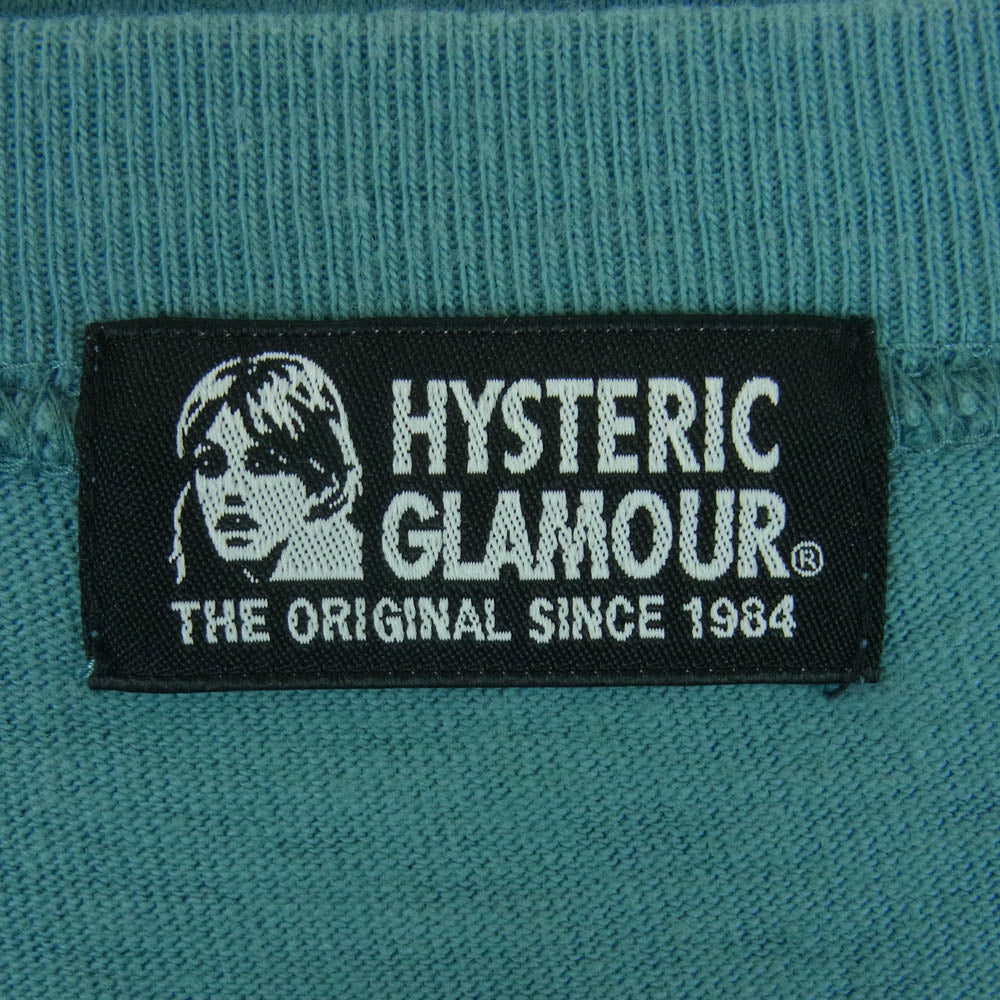 HYSTERIC
GLAMOUR®
THE ORIGINAL SINCE 1984